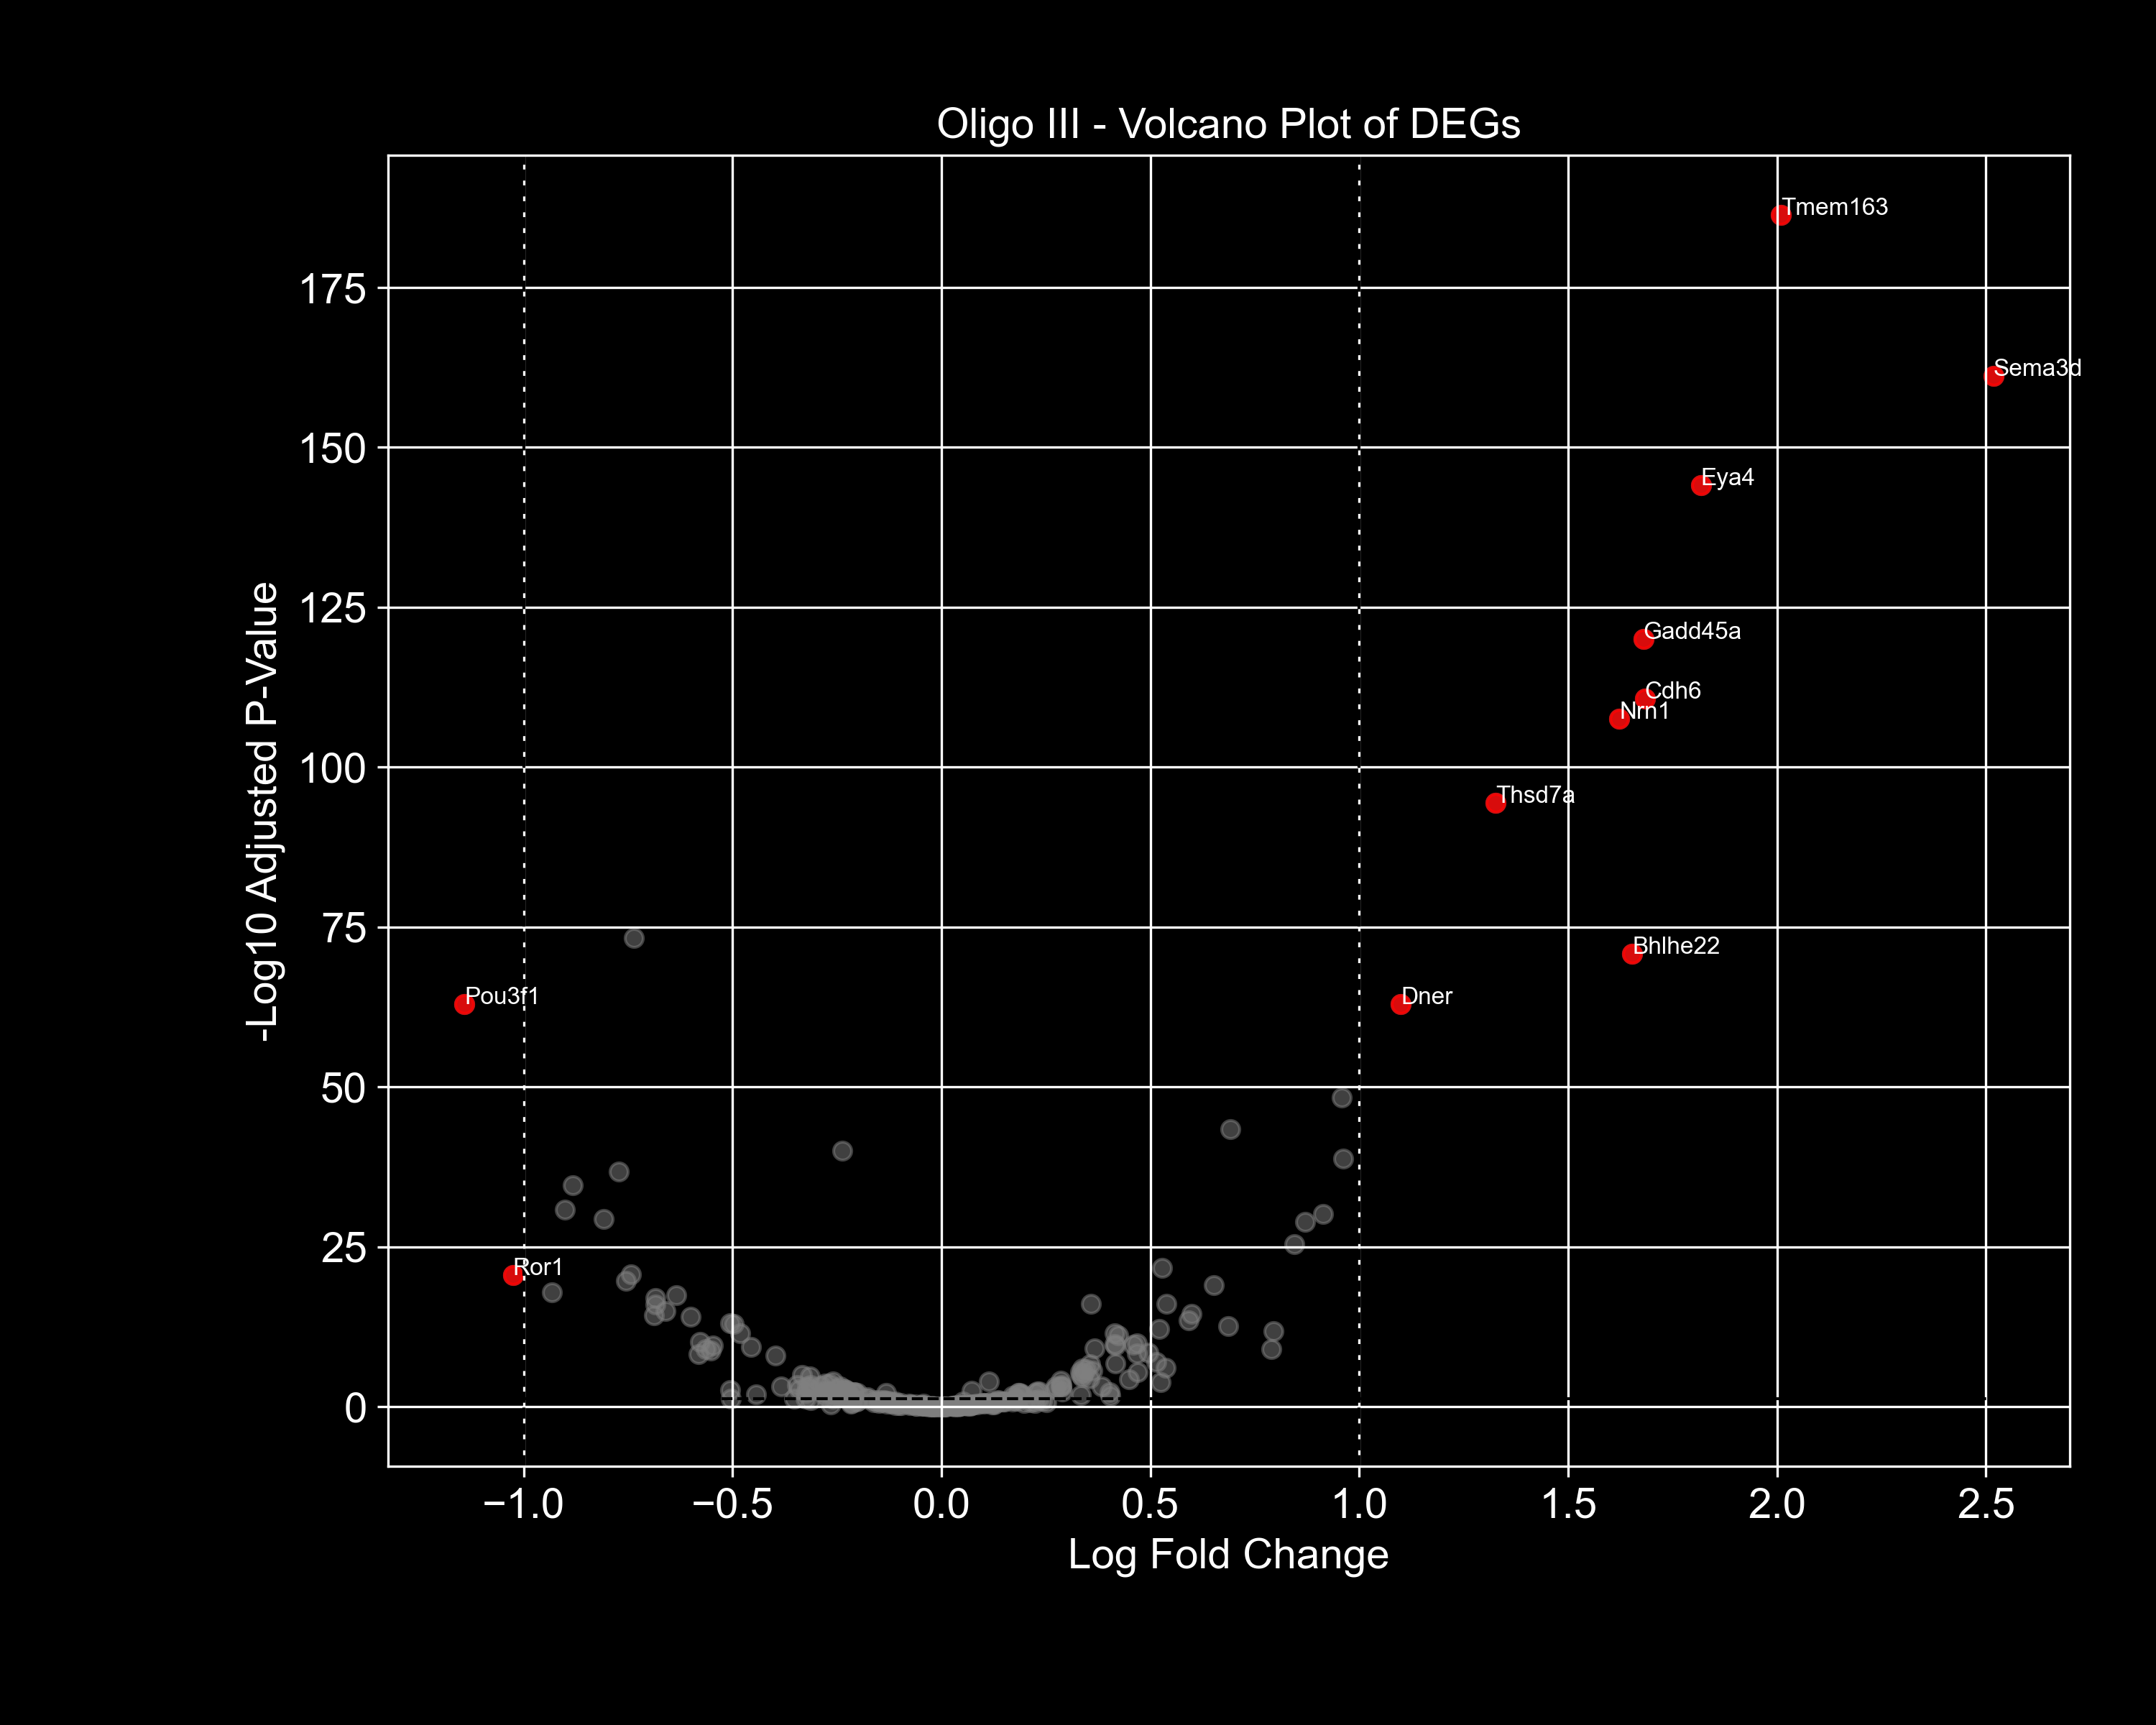 Oligo III - Volcano Plot of DEGs
Tmem163
175
Sema3d
150
Eya4
125
Gadd45a
Cdh6
Nrn1
100
Thsd7a
75
Bhlhe22
Pou3f1
Dner
50
25
Ror1
0
-Log10 Adjusted P-Value
−1.0 −0.5 0.0 0.5 1.0 1.5 2.0 2.5
Log Fold Change